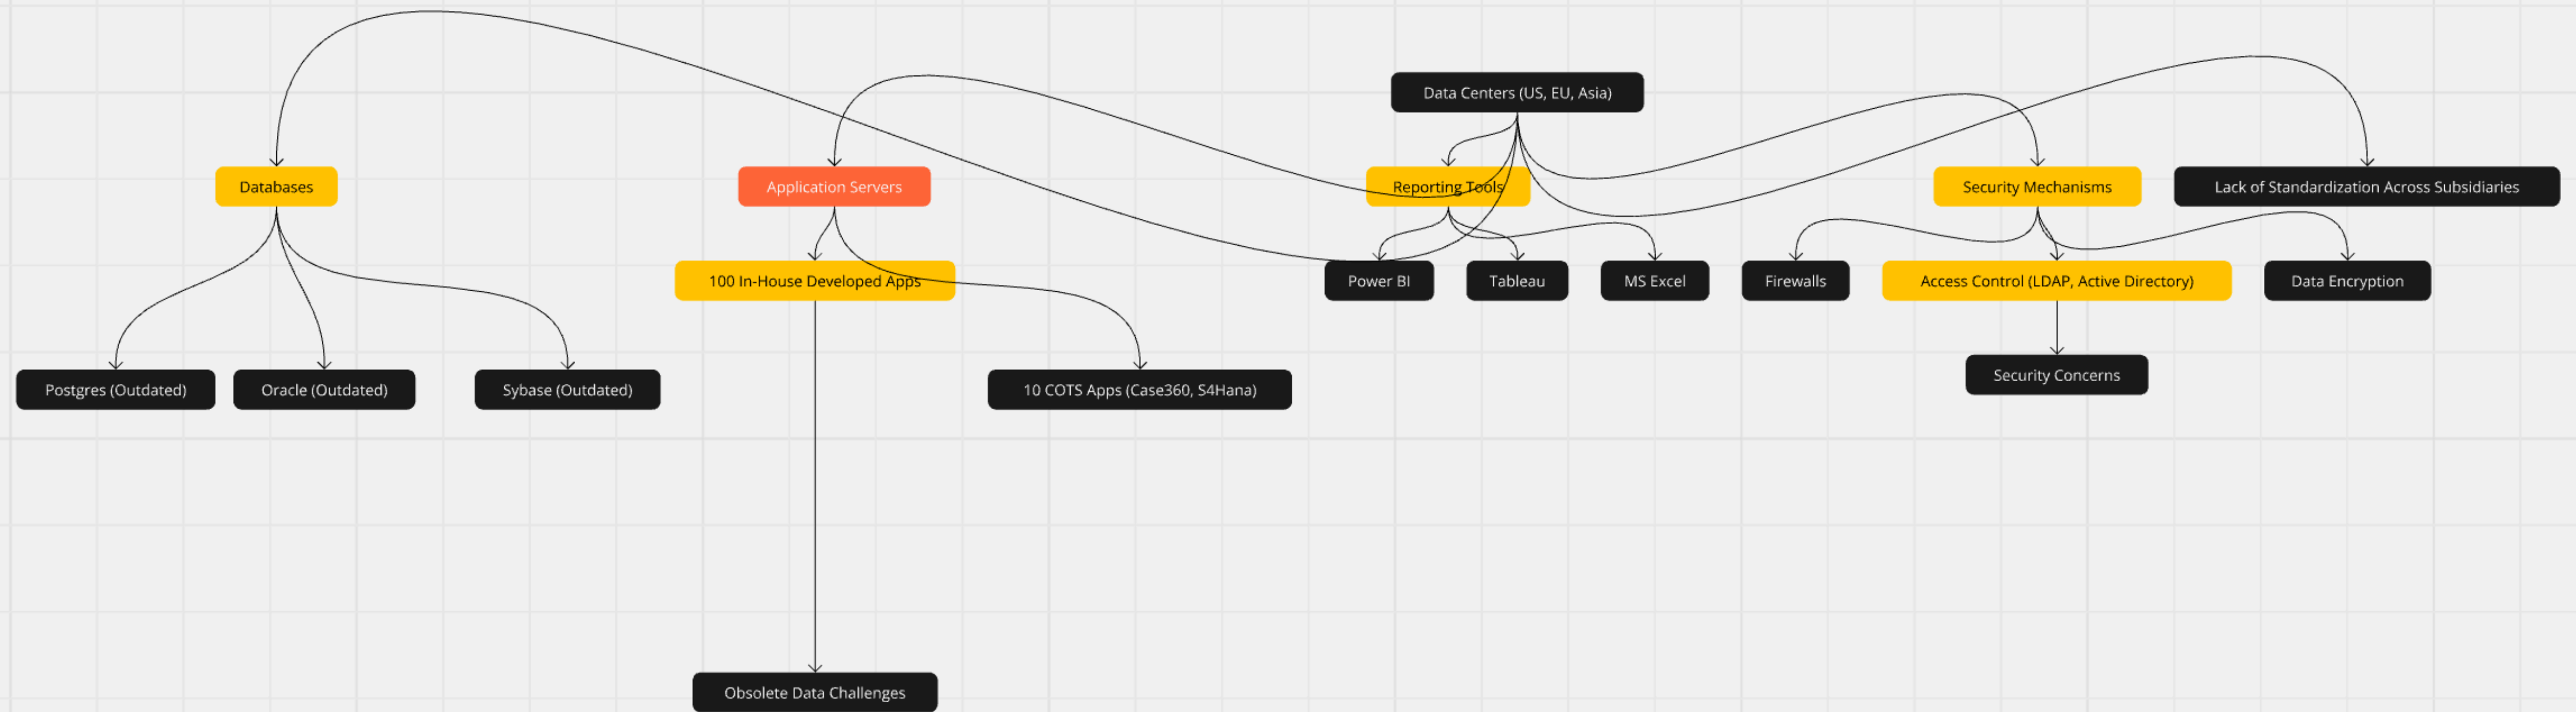 Data Centers (US, EU, Asia)
Databases
Application Servers
Reporting Tools
Security Mechanisms
Lack of Standardization Across Subsidiaries
100 In-House Developed Apps
Power BI
Tableau
MS Excel
Firewalls
Access Control (LDAP, Active Directory)
Data Encryption
Postgres (Outdated)
Oracle (Outdated)
Sybase (Outdated)
10 COTS Apps (Case360, S4Hana)
Security Concerns
Obsolete Data Challenges